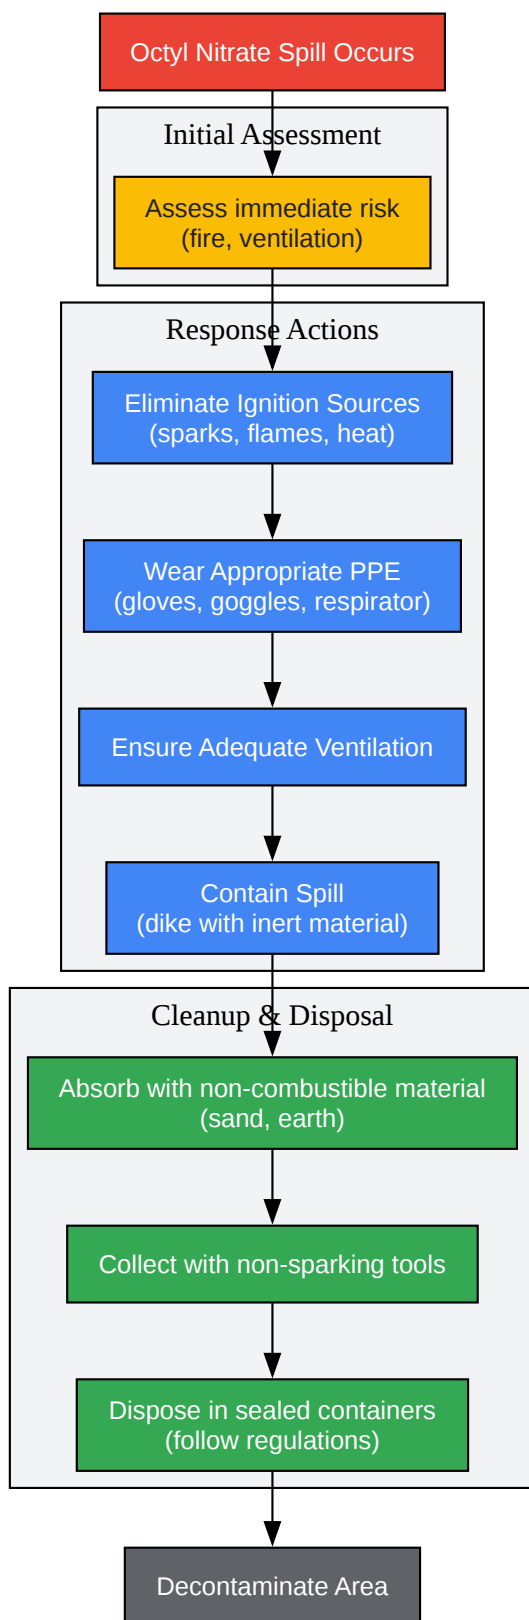 Octyl Nitrate Spill Occurs
Initial Assessment
Assess immediate risk
(fire, ventilation)
Response Actions
Eliminate Ignition Sources
(sparks, flames, heat)
Wear Appropriate PPE
(gloves, goggles, respirator)
Ensure Adequate Ventilation
Contain Spill
(dike with inert material)
Cleanup & Disposal
Absorb with non-combustible material
(sand, earth)
Collect with non-sparking tools
Dispose in sealed containers
(follow regulations)
Decontaminate Area